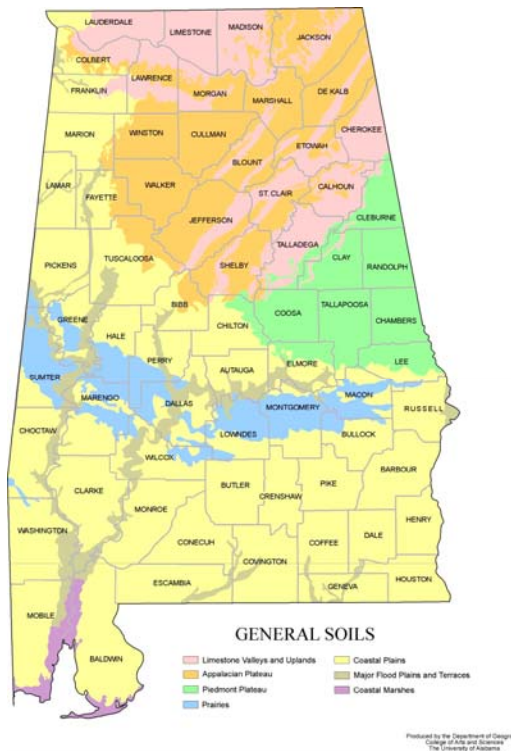 LAUDERDALE
LIMESTONE
MADISON
JACKSON
COLBERT
LAWRENCE
FRANKLIN
MORGAN
MARSHALL
DE KALB
MARION
WINSTON
CULLMAN
CHEROKEE
ETOWAH
BLOUNT
LAMAR
FAYETTE
WALKER
ST. CLAIR
CALHOUN
JEFFERSON
CLEBURNE
TALLADEGA
PICKENS
TUSCALOOSA
SHELBY
CLAY
RANDOLPH
BIBB
GREENE
HALE
CHILTON
COOSA
TALLAPOOSA
CHAMBERS
PERRY
AUTAUGA
ELMORE
LEE
SUMTER
MARENGO
DALLAS
MONTGOMERY
MACON
RUSSELL
CHOCTAW
LOWNDES
BULLOCK
WILCOX
BARBOUR
CLARKE
BUTLER
CRENSHAW
PIKE
MONROE
WASHINGTON
CONECUH
COFFEE
DALE
HENRY
COVINGTON
ESCAMBIA
GENEVA
HOUSTON
MOBILE
BALDWIN
GENERAL SOILS
Limestone Valleys and Uplands
Appalacian Plateau
Piedmont Plateau
Prairies
Coastal Plains
Major Flood Plains and Terraces
Coastal Marshes
Produced by the Department of Geography
College of Arts and Sciences
The University of Alabama